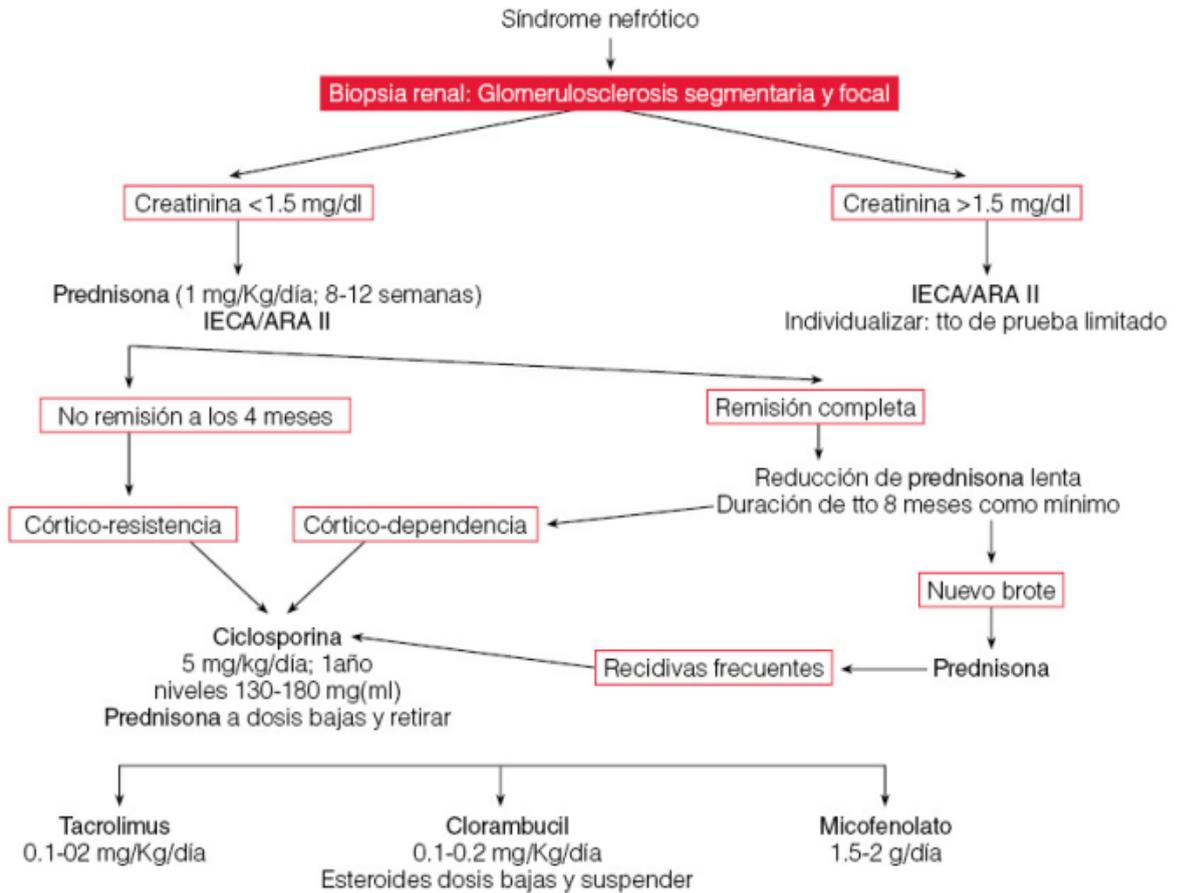 Síndrome nefrótico
Biopsia renal: Glomerulosclerosis segmentaria y focal
Creatinina <1.5 mg/dl
Creatinina >1.5 mg/dl
Prednisona (1 mg/Kg/día; 8-12 semanas)
IECA/ARA II
IECA/ARA II
Individualizar: tto de prueba limitado
No remisión a los 4 meses
Remisión completa
Reducción de prednisona lenta
Duración de tto 8 meses como mínimo
Córtico-resistencia
Córtico-dependencia
Nuevo brote
Ciclosporina
5 mg/kg/día; 1año
niveles 130-180 mg(ml)
Prednisona a dosis bajas y retirar
Recidivas frecuentes
Prednisona
Tacrolimus
0.1-02 mg/Kg/día
Clorambucil
0.1-0.2 mg/Kg/día
Esteroides dosis bajas y suspender
Micofenolato
1.5-2 g/día